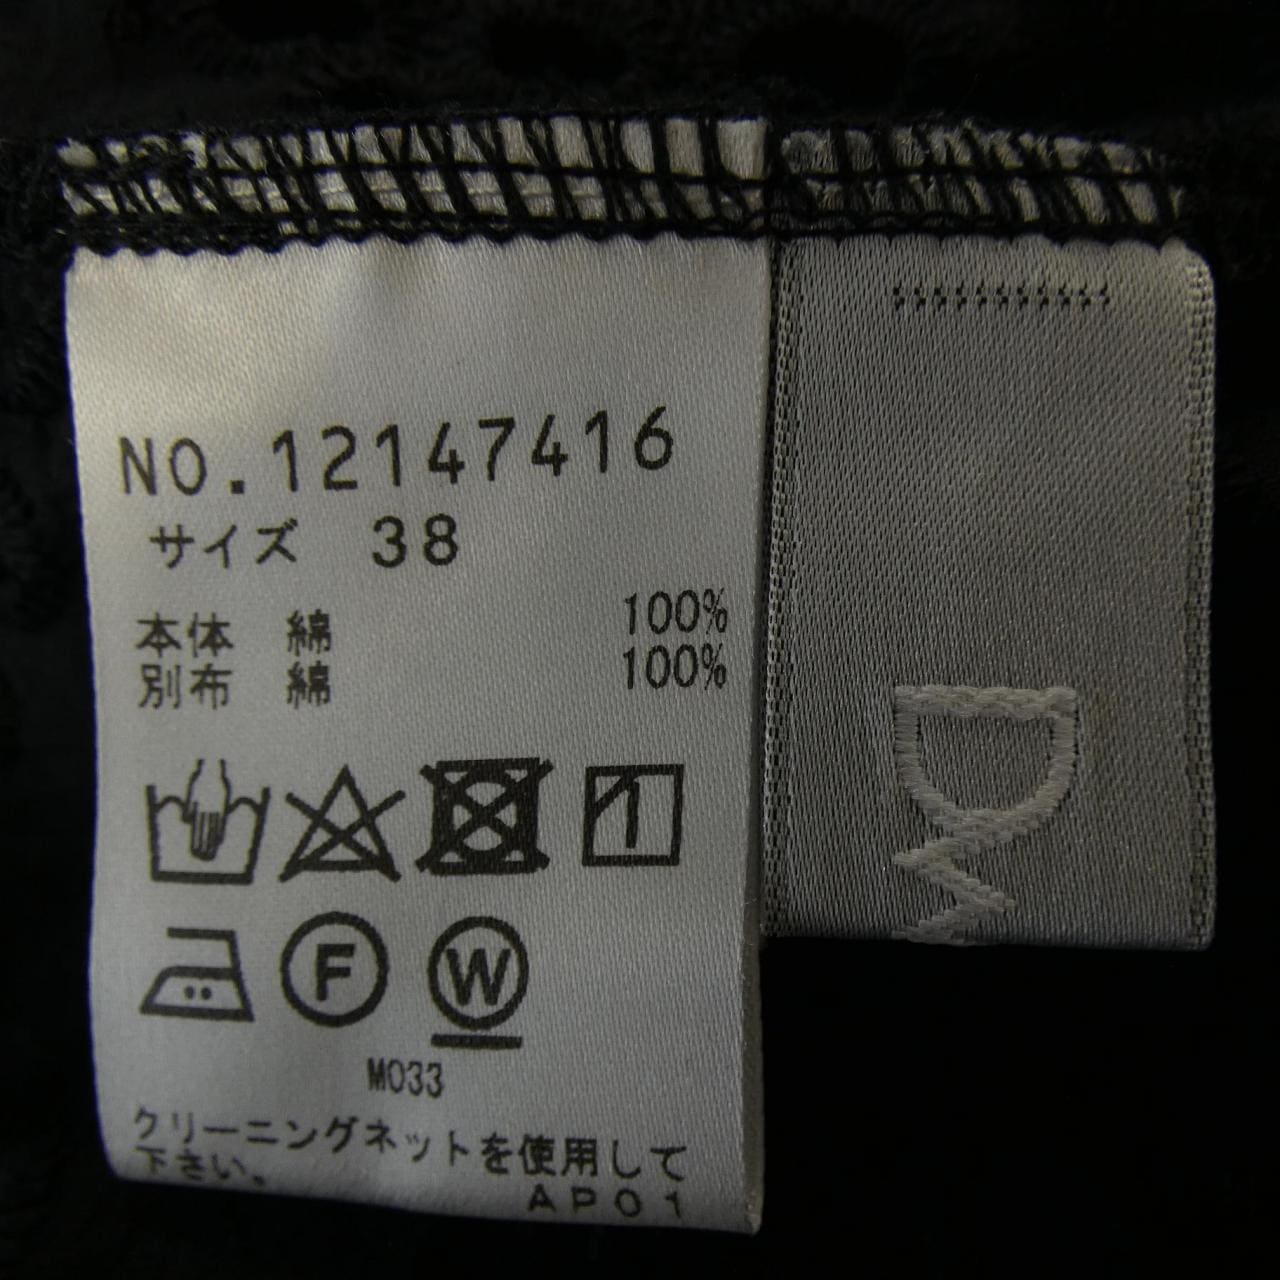 NO.12147416
サイズ 38
本体 綿 100%
別布 綿 100%
F W
M033
クリーニングネットを使用して
下さい。
AP01